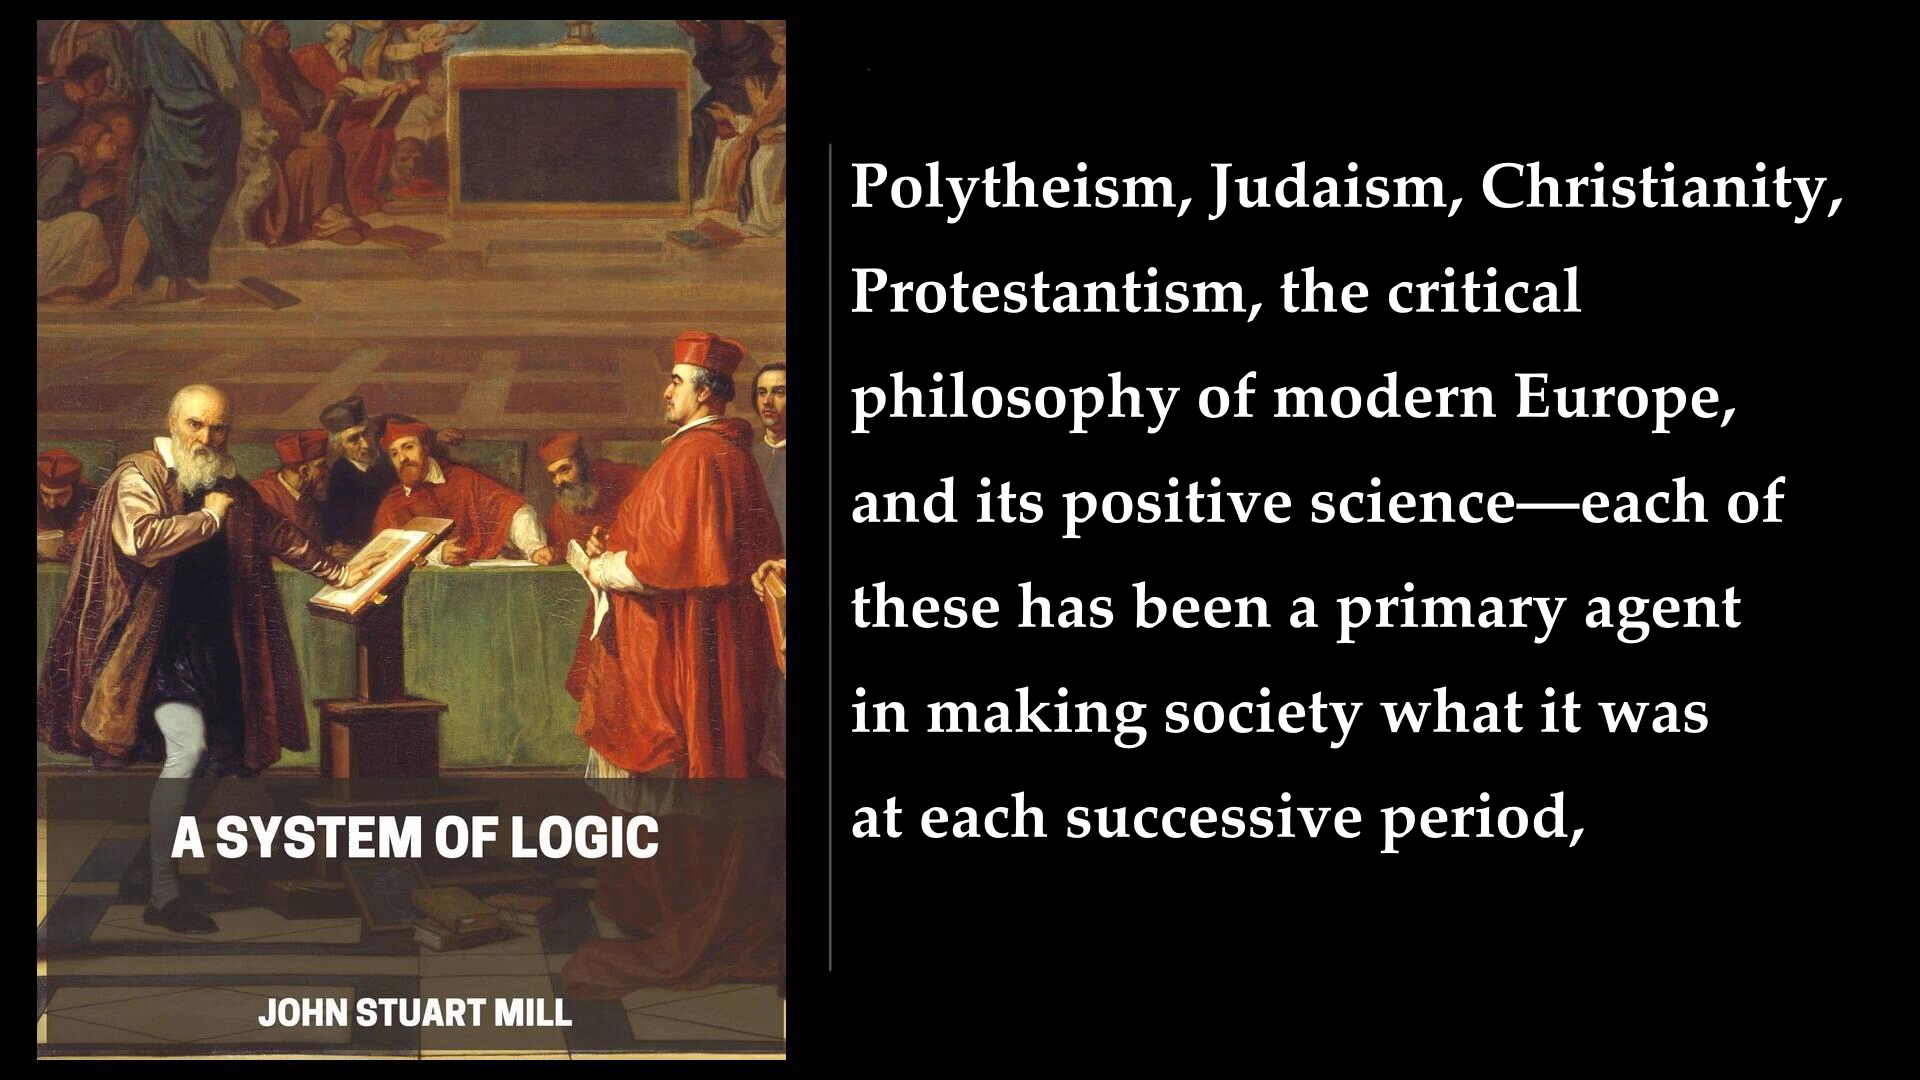 A SYSTEM OF LOGIC
JOHN STUART MILL
Polytheism, Judaism, Christianity,
Protestantism, the critical
philosophy of modern Europe,
and its positive science—each of
these has been a primary agent
in making society what it was
at each successive period,